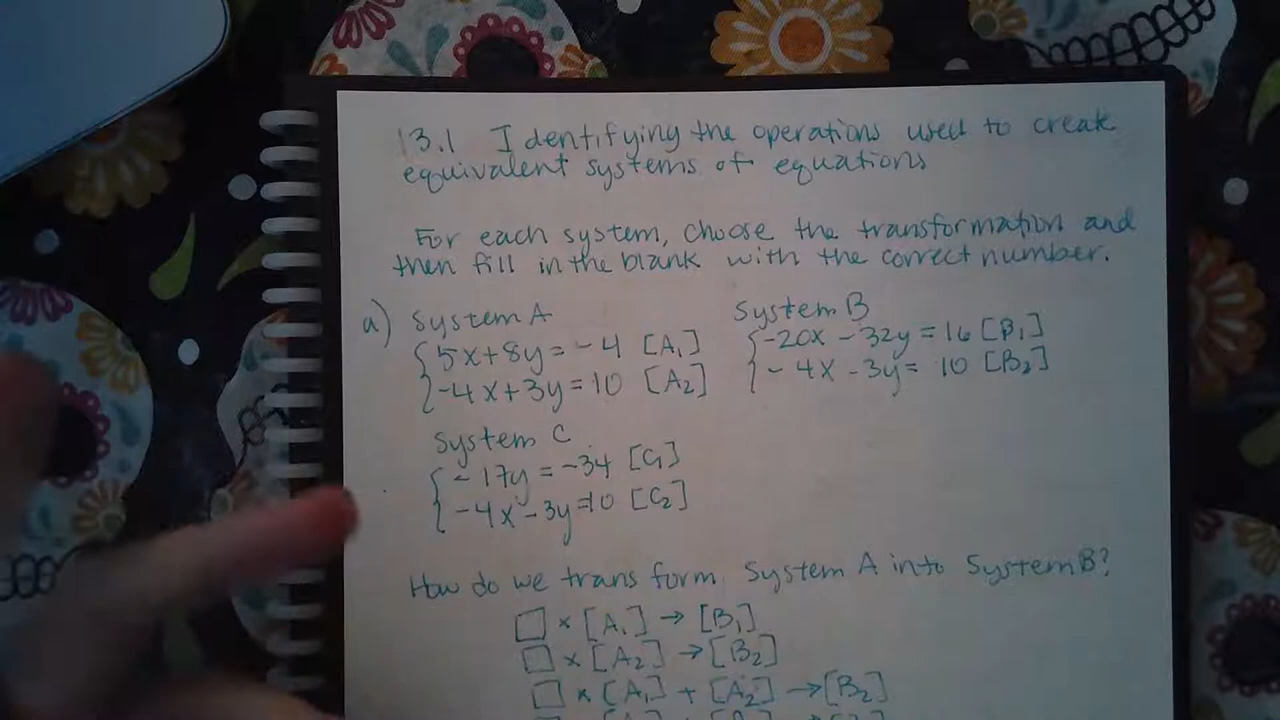 13.1 Identifying the operations used to create
equivalent systems of equations
For each system, choose the transformation and
then fill in the blank with the correct number.
a) System A
{5x+8y=-4 [A1]
{-4x+3y=10 [A2]
System B
{-20x-32y=16 [B1]
{-4x-3y=10 [B2]
System C
{-17y=-34 [C1]
{-4x-3y=10 [C2]
How do we transform System A into System B?
□ × [A1] → [B1]
□ × [A2] → [B2]
□ × [A1] + [A2] → [B2]